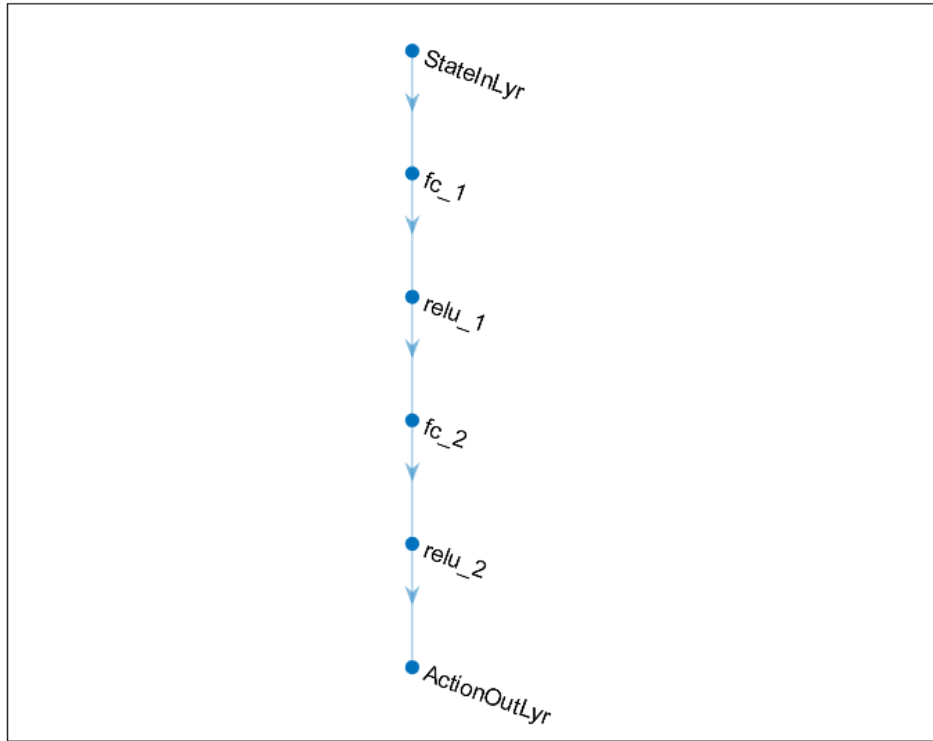 StateInLyr
fc_1
relu_1
fc_2
relu_2
ActionOutLyr